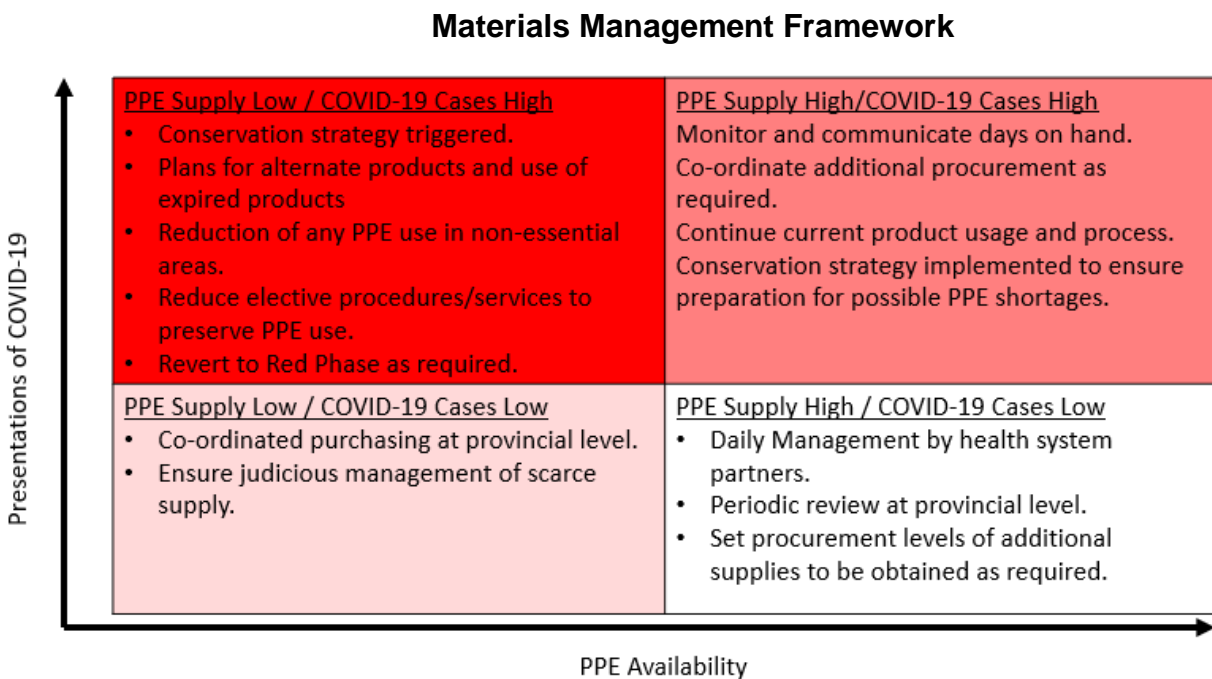 Materials Management Framework
Presentations of COVID-19
PPE Supply Low / COVID-19 Cases High
• Conservation strategy triggered.
• Plans for alternate products and use of
expired products
• Reduction of any PPE use in non-essential
areas.
• Reduce elective procedures/services to
preserve PPE use.
• Revert to Red Phase as required.
PPE Supply High/COVID-19 Cases High
Monitor and communicate days on hand.
Co-ordinate additional procurement as
required.
Continue current product usage and process.
Conservation strategy implemented to ensure
preparation for possible PPE shortages.
PPE Supply Low / COVID-19 Cases Low
• Co-ordinated purchasing at provincial level.
• Ensure judicious management of scarce
supply.
PPE Supply High / COVID-19 Cases Low
• Daily Management by health system
partners.
• Periodic review at provincial level.
• Set procurement levels of additional
supplies to be obtained as required.
PPE Availability